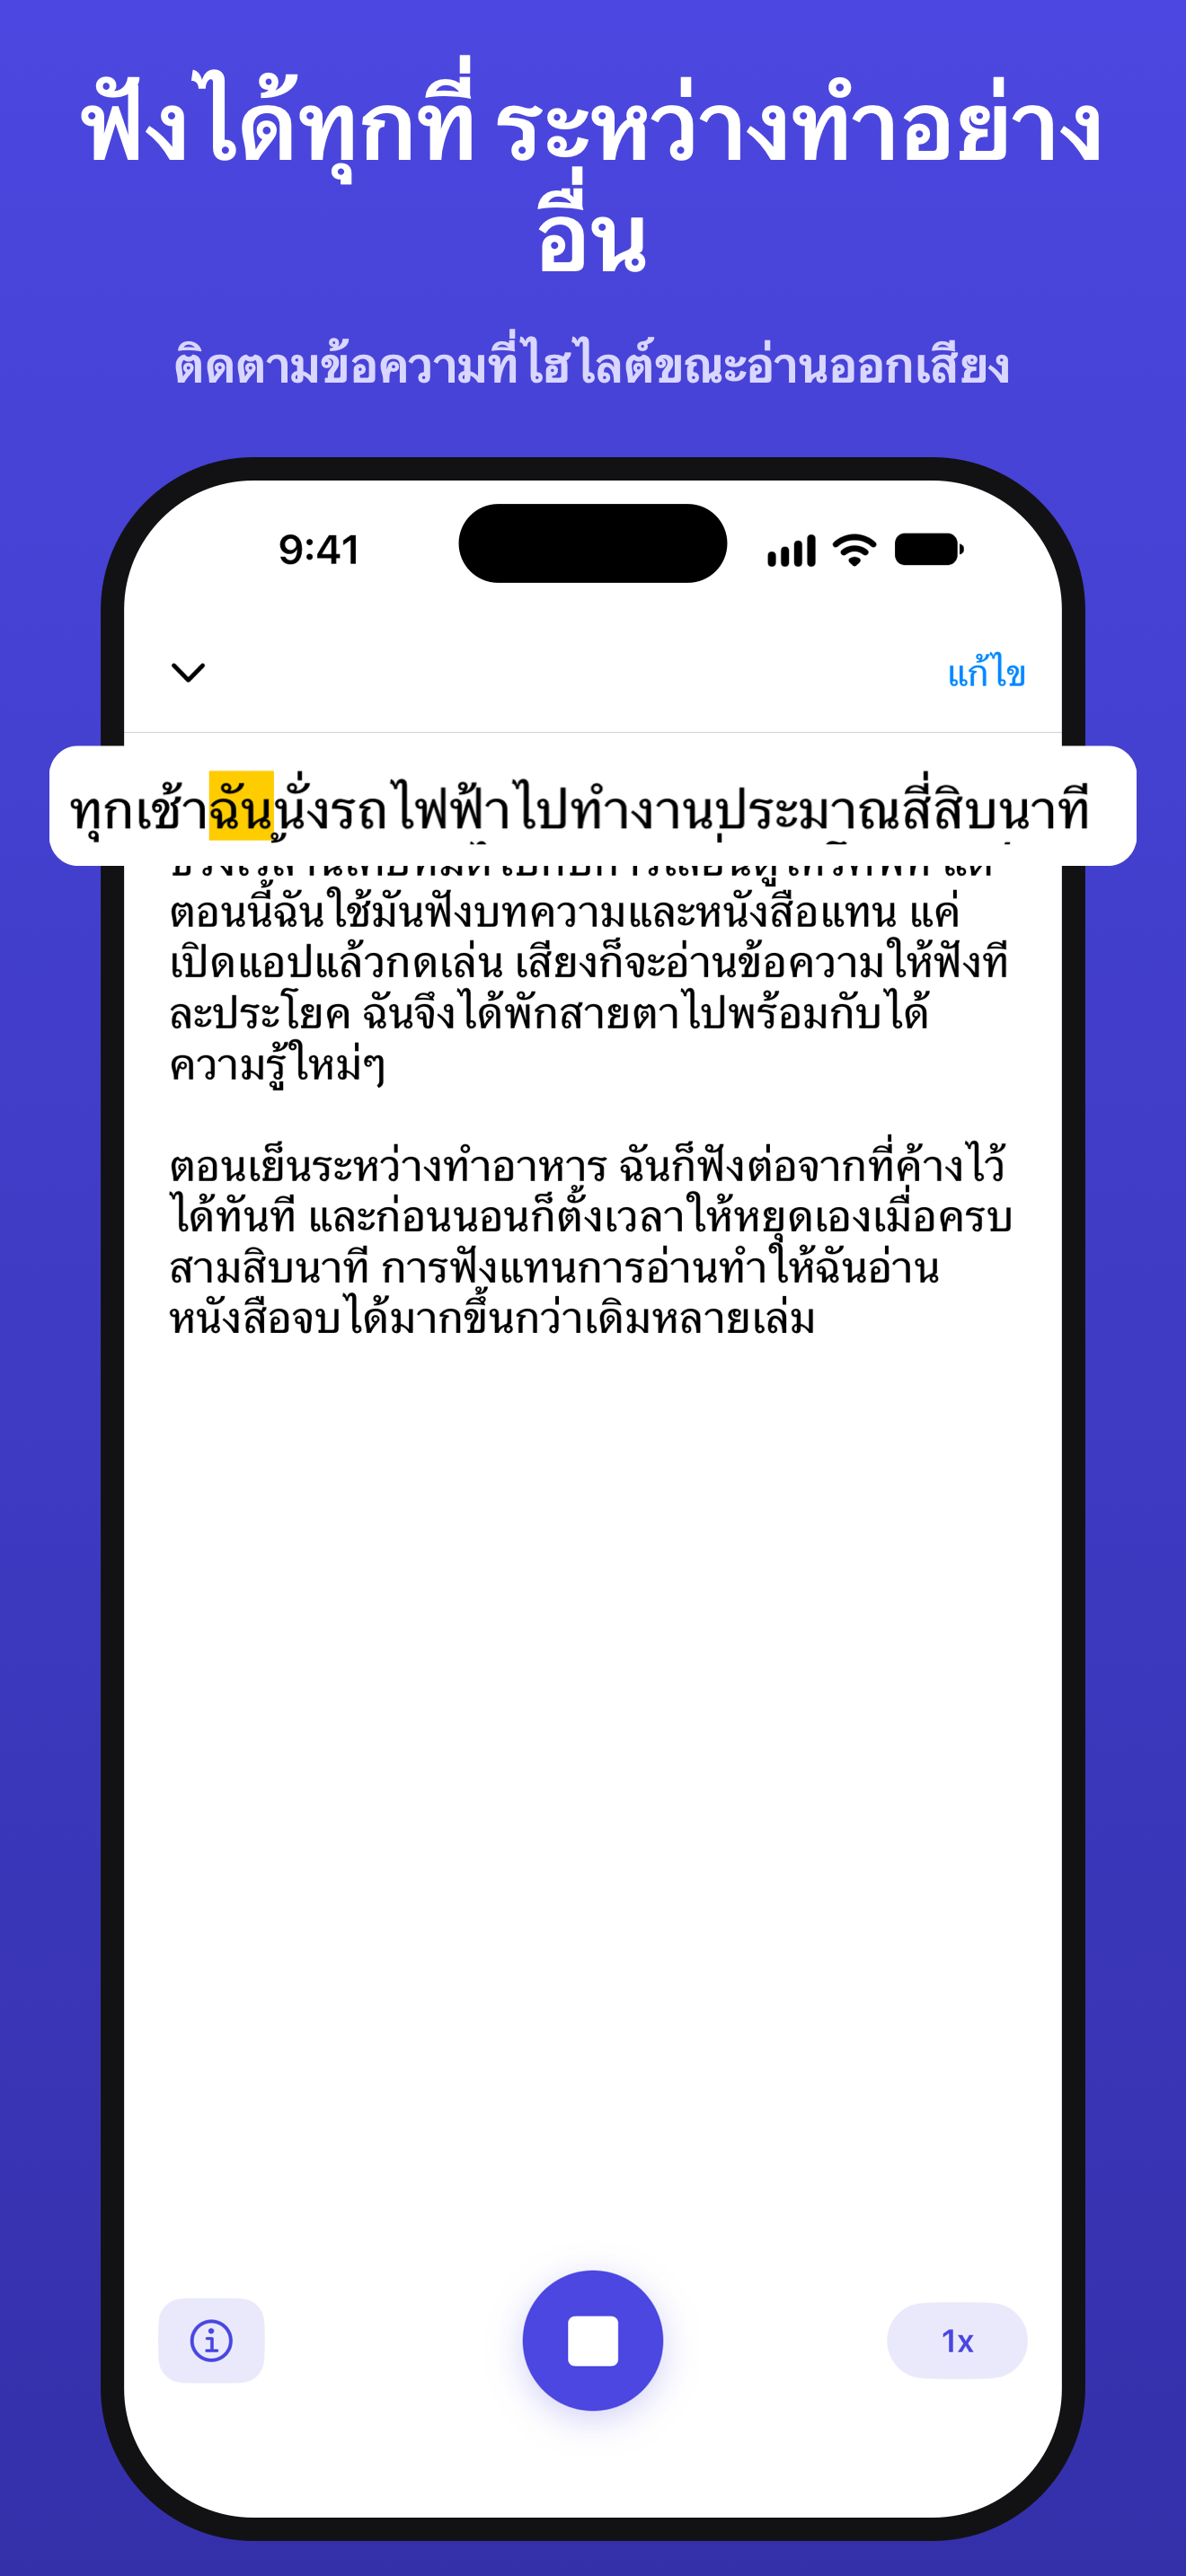 ฟังได้ทุกที่ ระหว่างทำอย่าง
อื่น
ติดตามข้อความที่ไฮไลต์ขณะอ่านออกเสียง
9:41
แก้ไข
ทุกเช้าฉันนั่งรถไฟฟ้าไปทำงานประมาณสี่สิบนาที
ตอนนี้ฉันใช้มันฟังบทความและหนังสือแทน แค่
เปิดแอปแล้วกดเล่น เสียงก็จะอ่านข้อความให้ฟังที
ละประโยค ฉันจึงได้พักสายตาไปพร้อมกับได้
ความรู้ใหม่ๆ
ตอนเย็นระหว่างทำอาหาร ฉันก็ฟังต่อจากที่ค้างไว้
ได้ทันที และก่อนนอนก็ตั้งเวลาให้หยุดเองเมื่อครบ
สามสิบนาที การฟังแทนการอ่านทำให้ฉันอ่าน
หนังสือจบได้มากขึ้นกว่าเดิมหลายเล่ม
1x